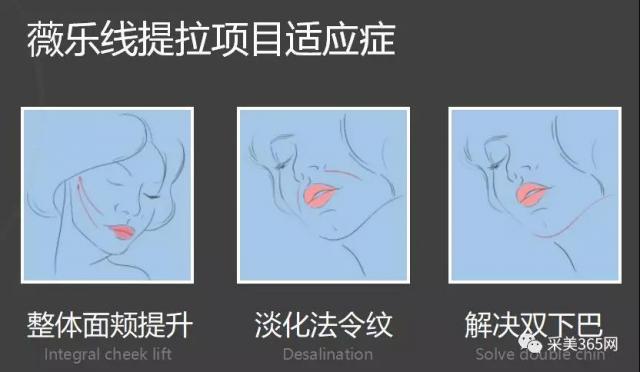 薇乐线提拉项目适应症
整体面颊提升
Integral cheek lift
淡化法令纹
Desalination
解决双下巴
Solve double chin
采美365网